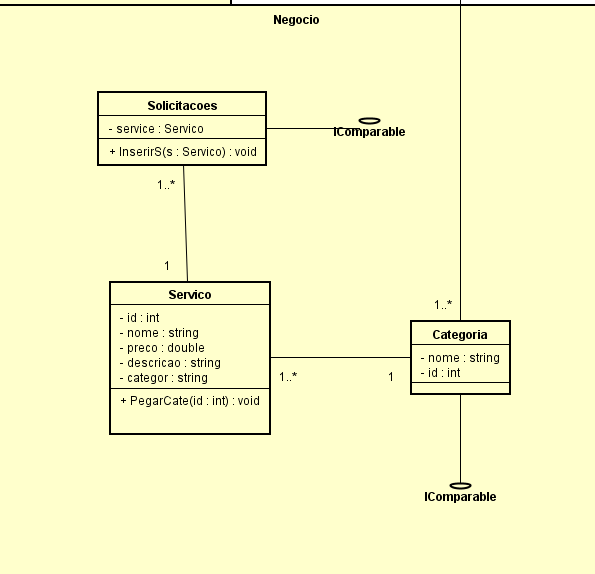 Negocio
Solicitacoes
- service : Servico
+ InserirS(s : Servico) : void
IComparable
1..*
1
Servico
- id : int
- nome : string
- preco : double
- descricao : string
- categor : string
+ PegarCate(id : int) : void
1..*
1
1..*
Categoria
- nome : string
- id : int
IComparable